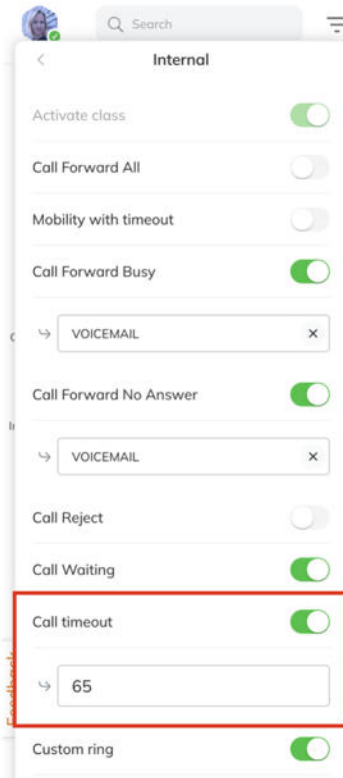 Search
Internal
Activate class
Call Forward All
Mobility with timeout
Call Forward Busy
VOICEMAIL
Call Forward No Answer
VOICEMAIL
Call Reject
Call Waiting
Call timeout
65
Feedback
Custom ring